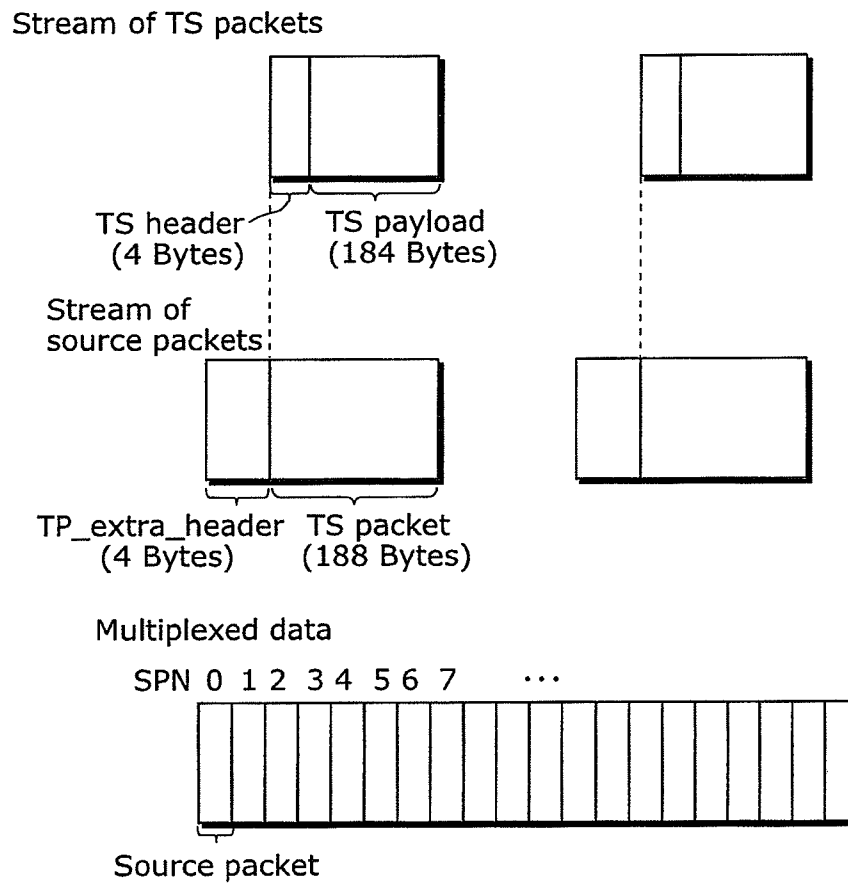 Stream of TS packets
TS header TS payload
(4 Bytes) (184 Bytes)
Stream of
source packets
TP_extra_header TS packet
(4 Bytes) (188 Bytes)
Multiplexed data
SPN 0 1 2 3 4 5 6 7 ...
Source packet